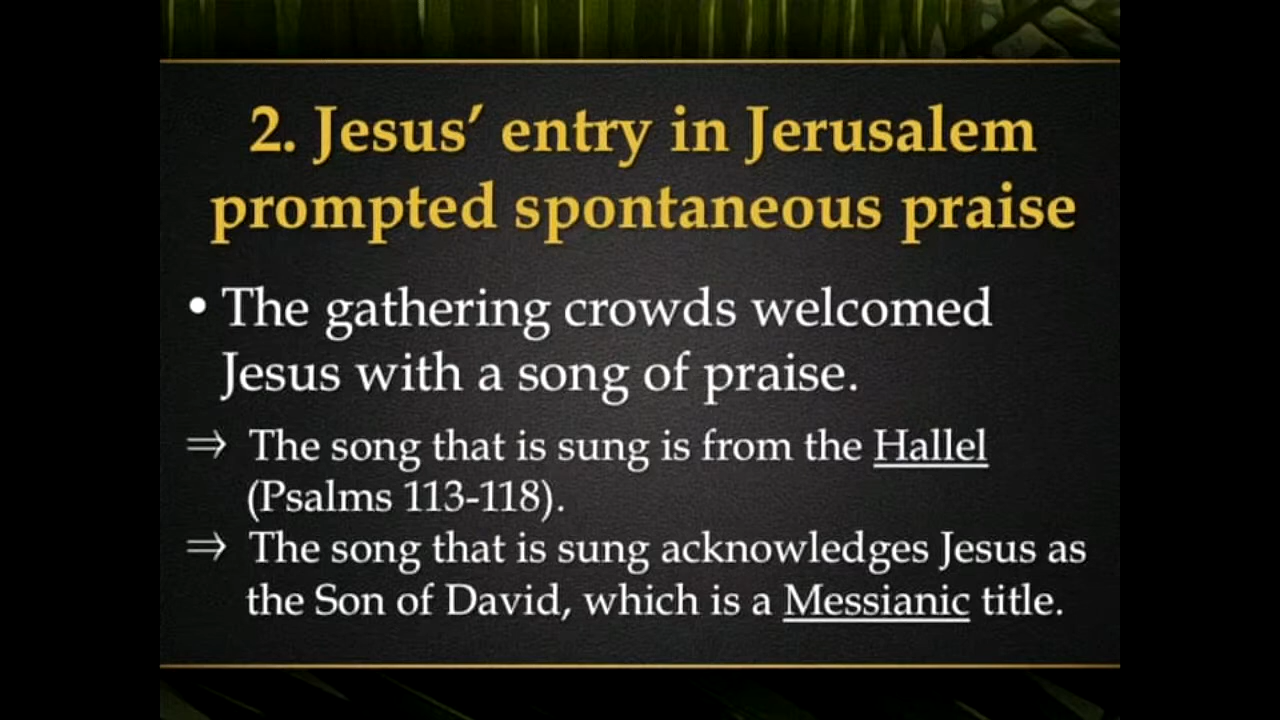 2. Jesus’ entry in Jerusalem
prompted spontaneous praise
• The gathering crowds welcomed
Jesus with a song of praise.
⇒ The song that is sung is from the Hallel
(Psalms 113-118).
⇒ The song that is sung acknowledges Jesus as
the Son of David, which is a Messianic title.